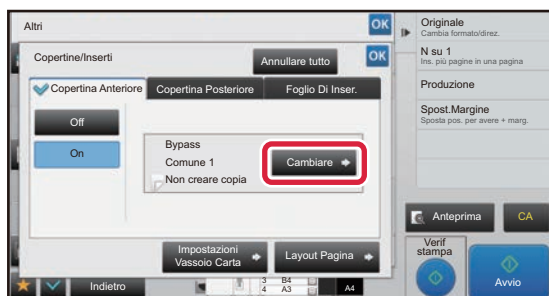 Altri
OK
Copertine/Inserti
Annullare tutto
OK
Copertina Anteriore
Copertina Posteriore
Foglio Di Inser.
Off
On
Bypass
Comune 1
Non creare copia
Cambiare
Impostazioni
Vassoio Carta
Layout Pagina
Indietro
3 B4
4 A3
A4
Originale
Cambia formato/direz.
N su 1
Ins. più pagine in una pagina
Produzione
Spost.Margine
Sposta pos. per avere + marg.
Anteprima
CA
Verif
stampa
Avvio